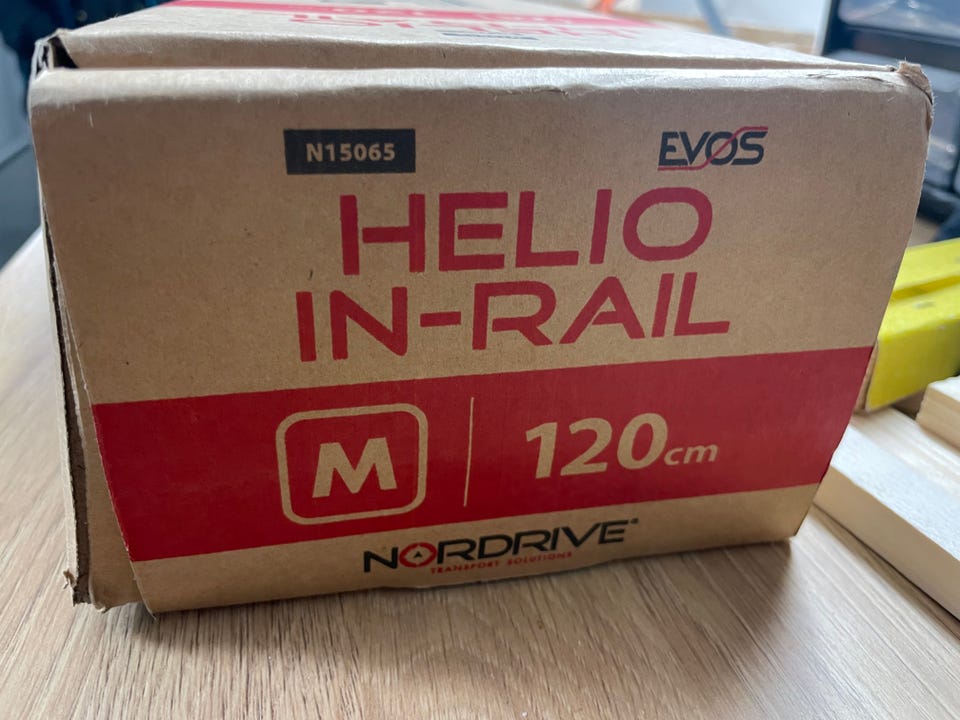 N15065
EVOS
HELIO
IN-RAIL
M
120cm
NORDRIVE
TRANSPORT SOLUTIONS